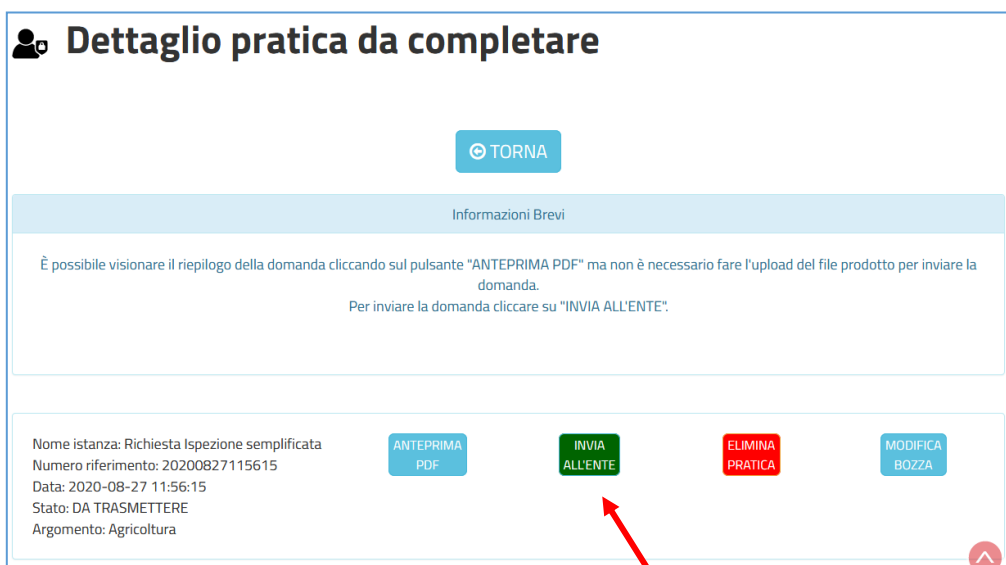 Dettaglio pratica da completare
TORNA
Informazioni Brevi
È possibile visionare il riepilogo della domanda cliccando sul pulsante "ANTEPRIMA PDF" ma non è necessario fare l'upload del file prodotto per inviare la
domanda.
Per inviare la domanda cliccare su "INVIA ALL'ENTE".
Nome istanza: Richiesta Ispezione semplificata
Numero riferimento: 20200827115615
Data: 2020-08-27 11:56:15
Stato: DA TRASMETTERE
Argomento: Agricoltura
ANTEPRIMA
PDF
INVIA
ALL'ENTE
ELIMINA
PRATICA
MODIFICA
BOZZA